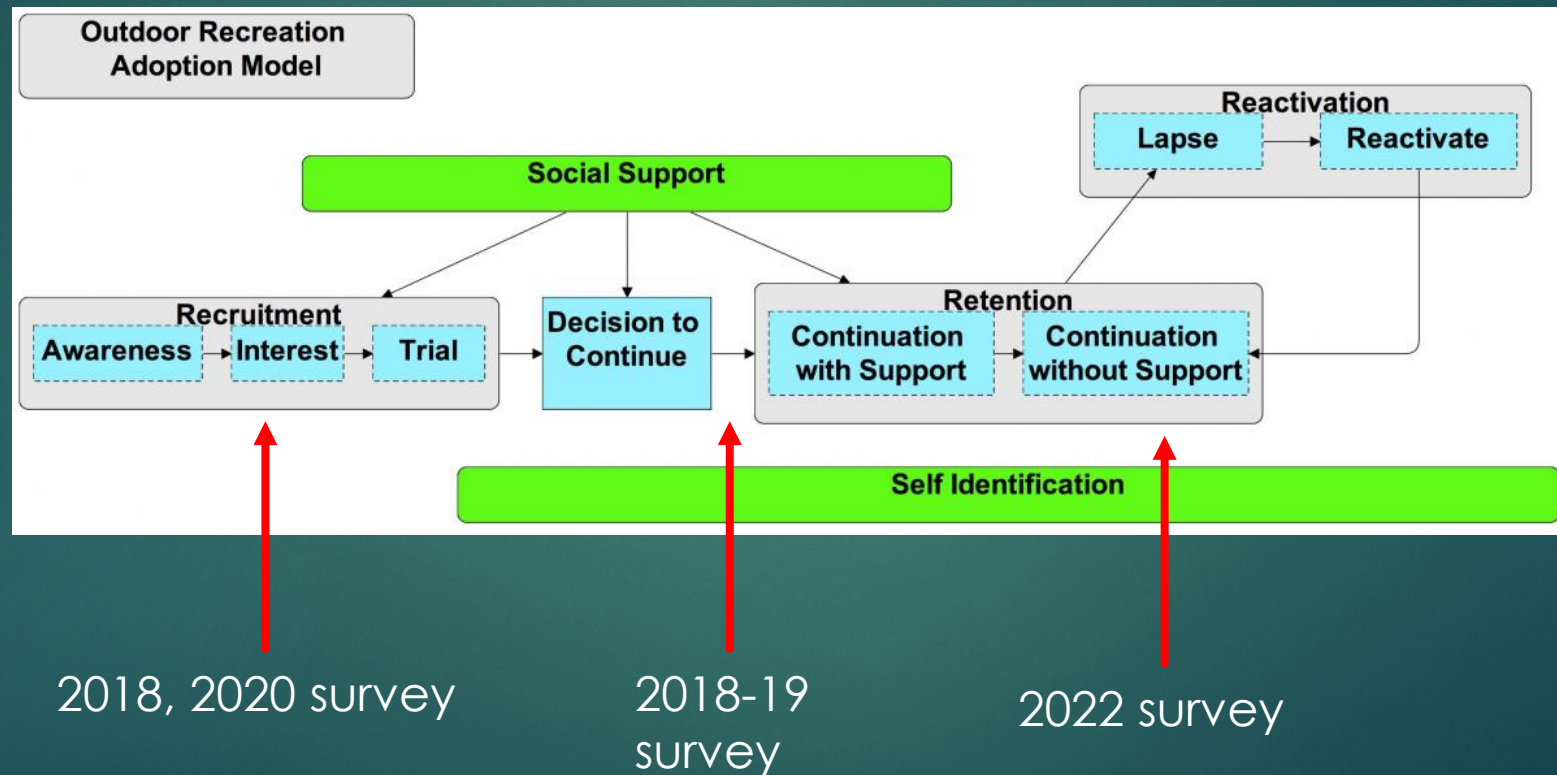 Outdoor Recreation
Adoption Model
Reactivation
Lapse
Reactivate
Social Support
Recruitment
Awareness
Interest
Trial
Decision to
Continue
Retention
Continuation
with Support
Continuation
without Support
Self Identification
2018, 2020 survey
2018-19
survey
2022 survey